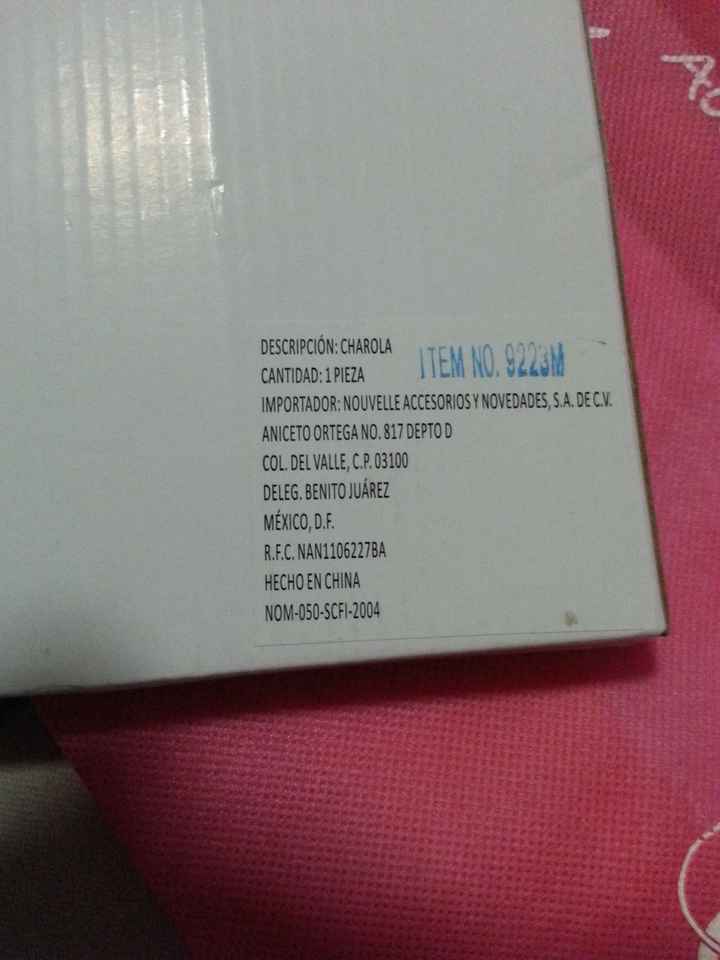 DESCRIPCIÓN: CHAROLA
ITEM NO. 9223M
CANTIDAD: 1 PIEZA
IMPORTADOR: NOUVELLE ACCESORIOS Y NOVEDADES, S.A. DE C.V.
ANICETO ORTEGA NO. 817 DEPTO D
COL. DEL VALLE, C.P. 03100
DELEG. BENITO JUÁREZ
MÉXICO, D.F.
R.F.C. NAN1106227BA
HECHO EN CHINA
NOM-050-SCFI-2004